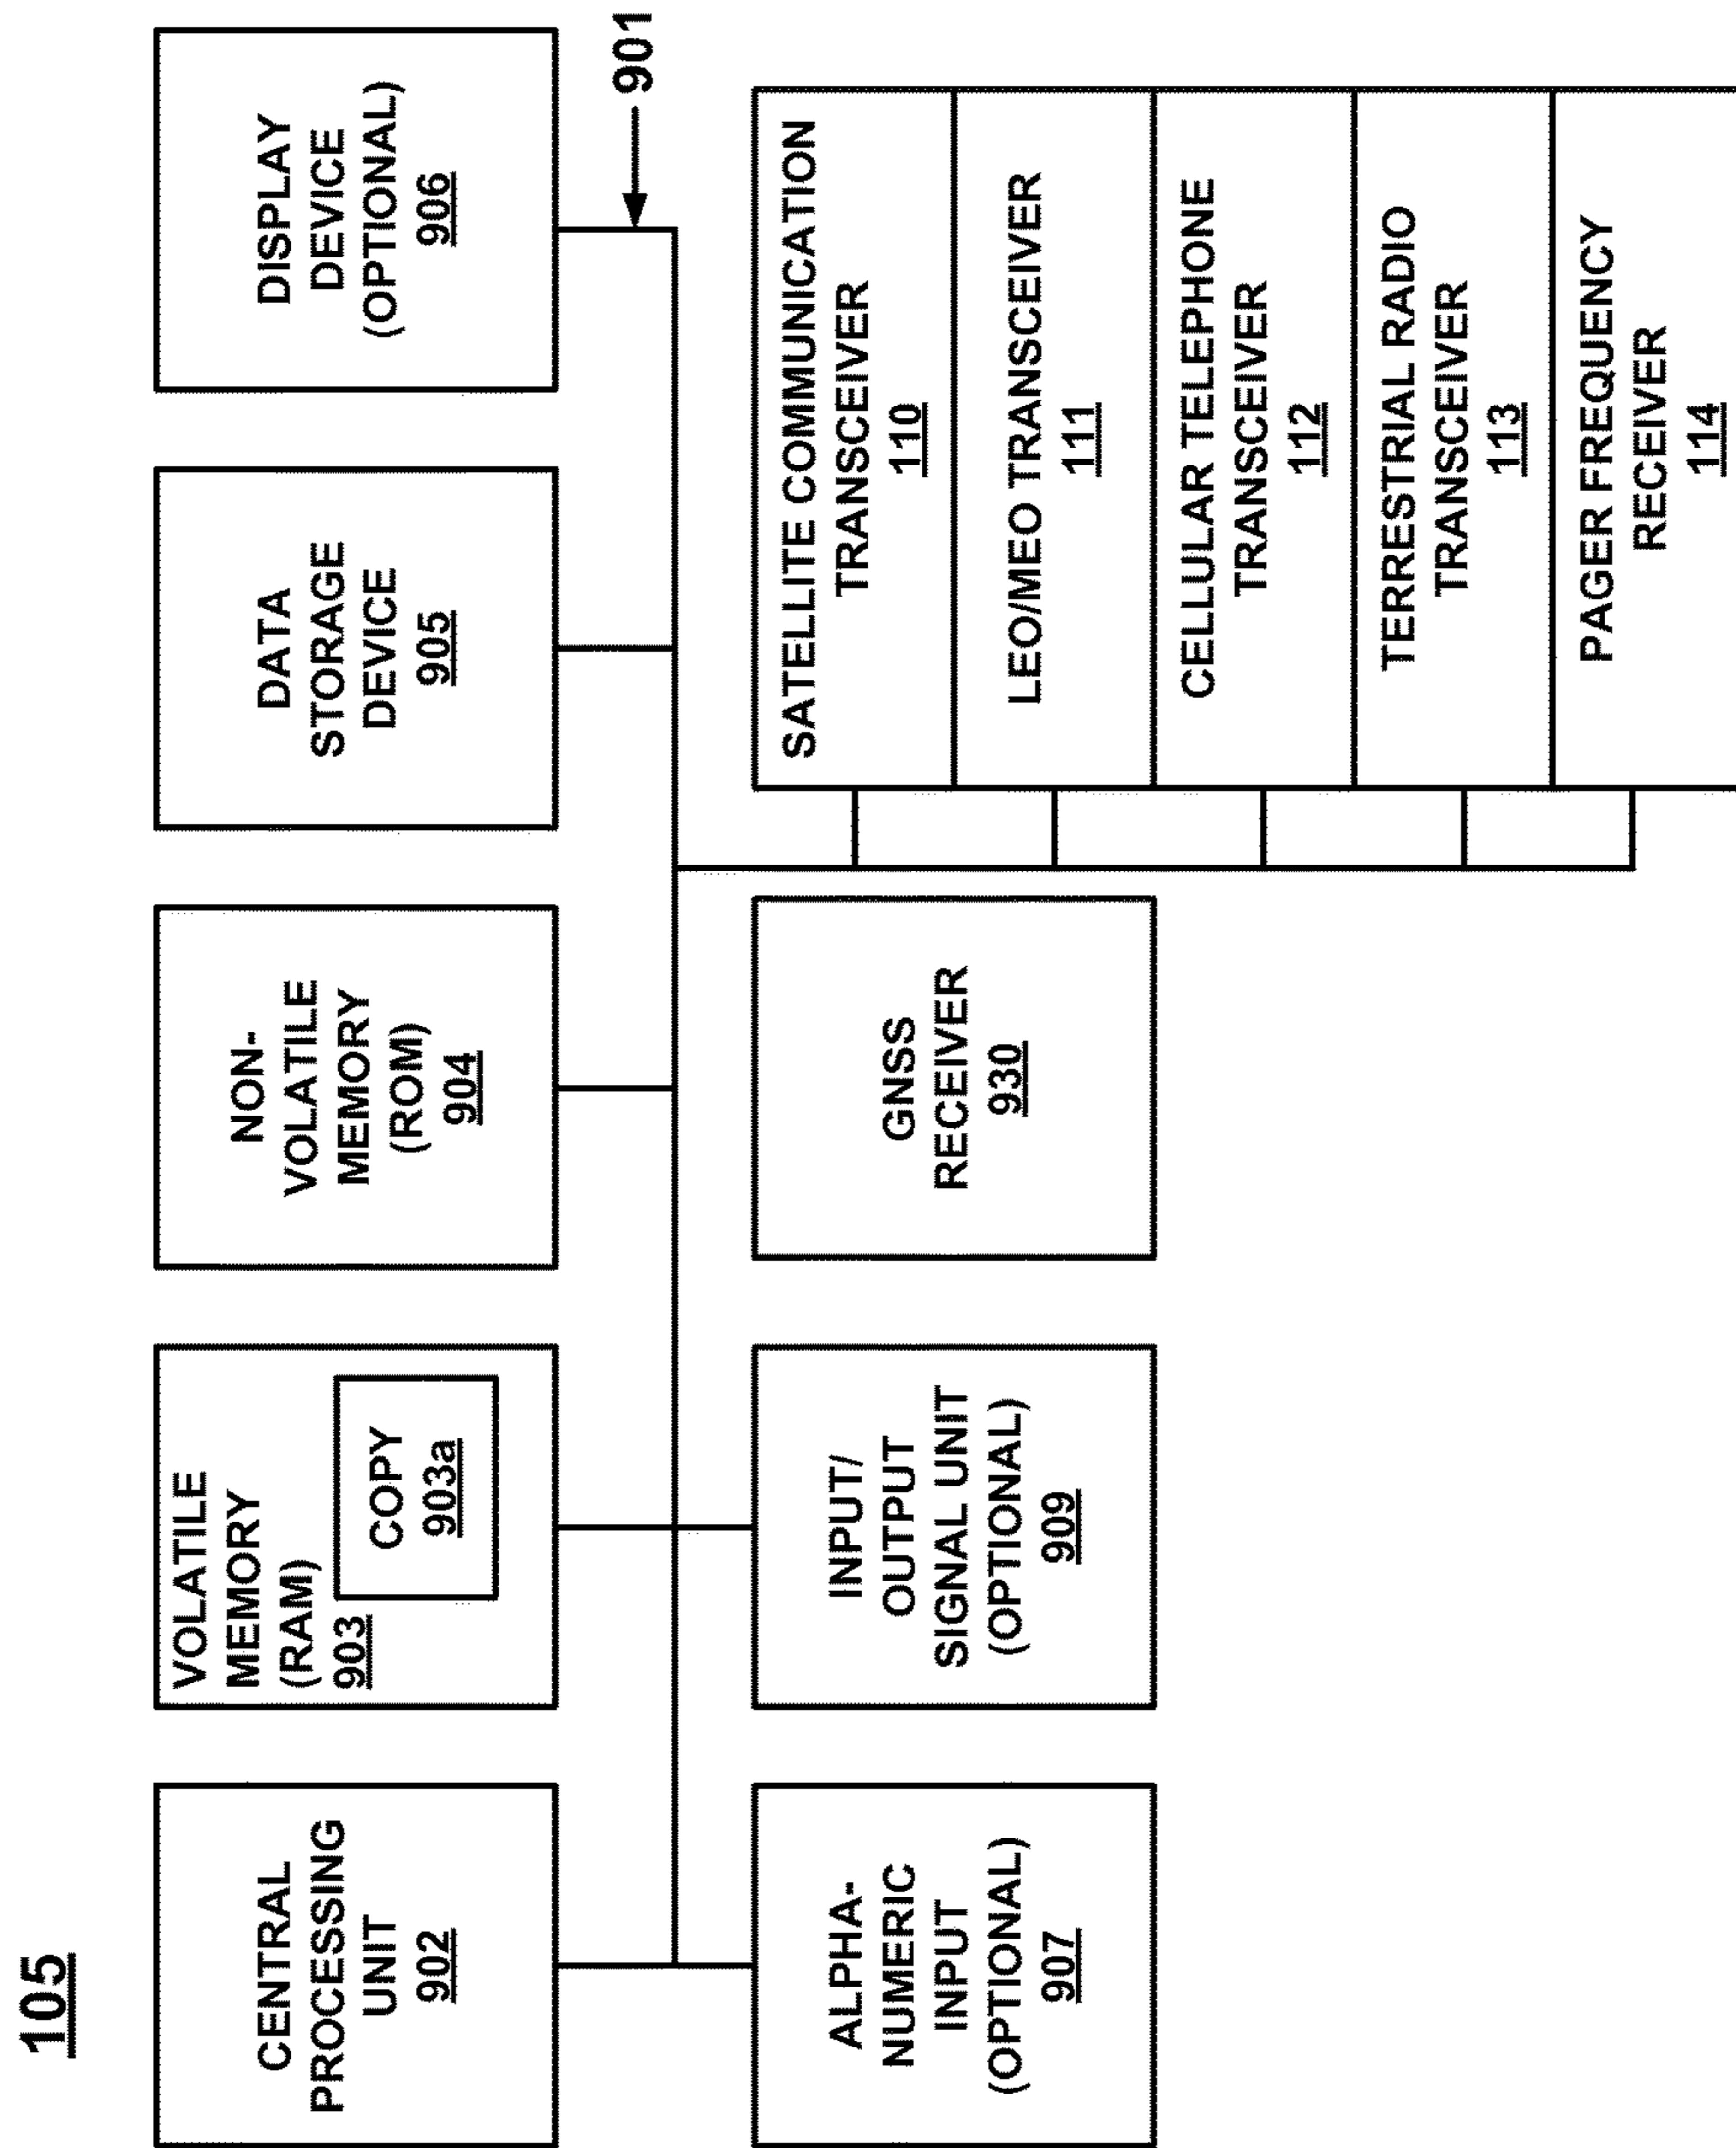 105
CENTRAL
PROCESSING
UNIT
902
VOLATILE
MEMORY
(RAM)
903
COPY
903a
NON-
VOLATILE
MEMORY
(ROM)
904
DATA
STORAGE
DEVICE
905
DISPLAY
DEVICE
(OPTIONAL)
906
901
ALPHA-
NUMERIC
INPUT
(OPTIONAL)
907
INPUT/
OUTPUT
SIGNAL UNIT
(OPTIONAL)
909
GNSS
RECEIVER
930
SATELLITE COMMUNICATION
TRANSCEIVER
110
LEO/MEO TRANSCEIVER
111
CELLULAR TELEPHONE
TRANSCEIVER
112
TERRESTRIAL RADIO
TRANSCEIVER
113
PAGER FREQUENCY
RECEIVER
114